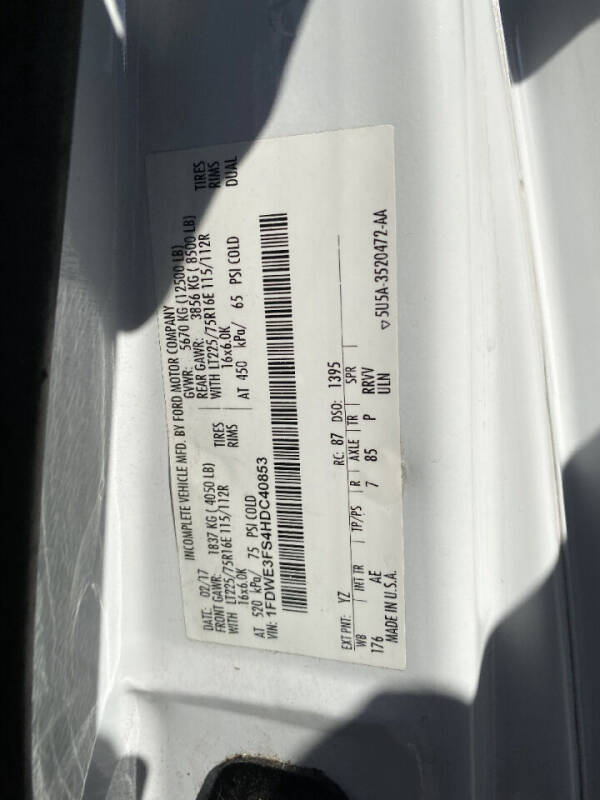 INCOMPLETE VEHICLE MFD. BY FORD MOTOR COMPANY
DATE: 02/17 GVWR: 5670 KG (12500 LB)
FRONT GAWR: 1837 KG ( 4050 LB) REAR GAWR: 3856 KG ( 8500 LB)
WITH LT225/75R16E 115/112R TIRES WITH LT225/75R16E 115/112R TIRES
16x6.0K RIMS 16x6.0K RIMS
AT 520 kPa/ 75 PSI COLD AT 450 kPa/ 65 PSI COLD DUAL
VIN: 1FDWE3FS4HDC40853
EXT PNT: YZ RC: 87 DSO: 1395
WB INT TR TP/PS R AXLE TR SPR
176 AE 7 85 P RRVV
MADE IN U.S.A. ULN
▽5U5A-3520472-AA